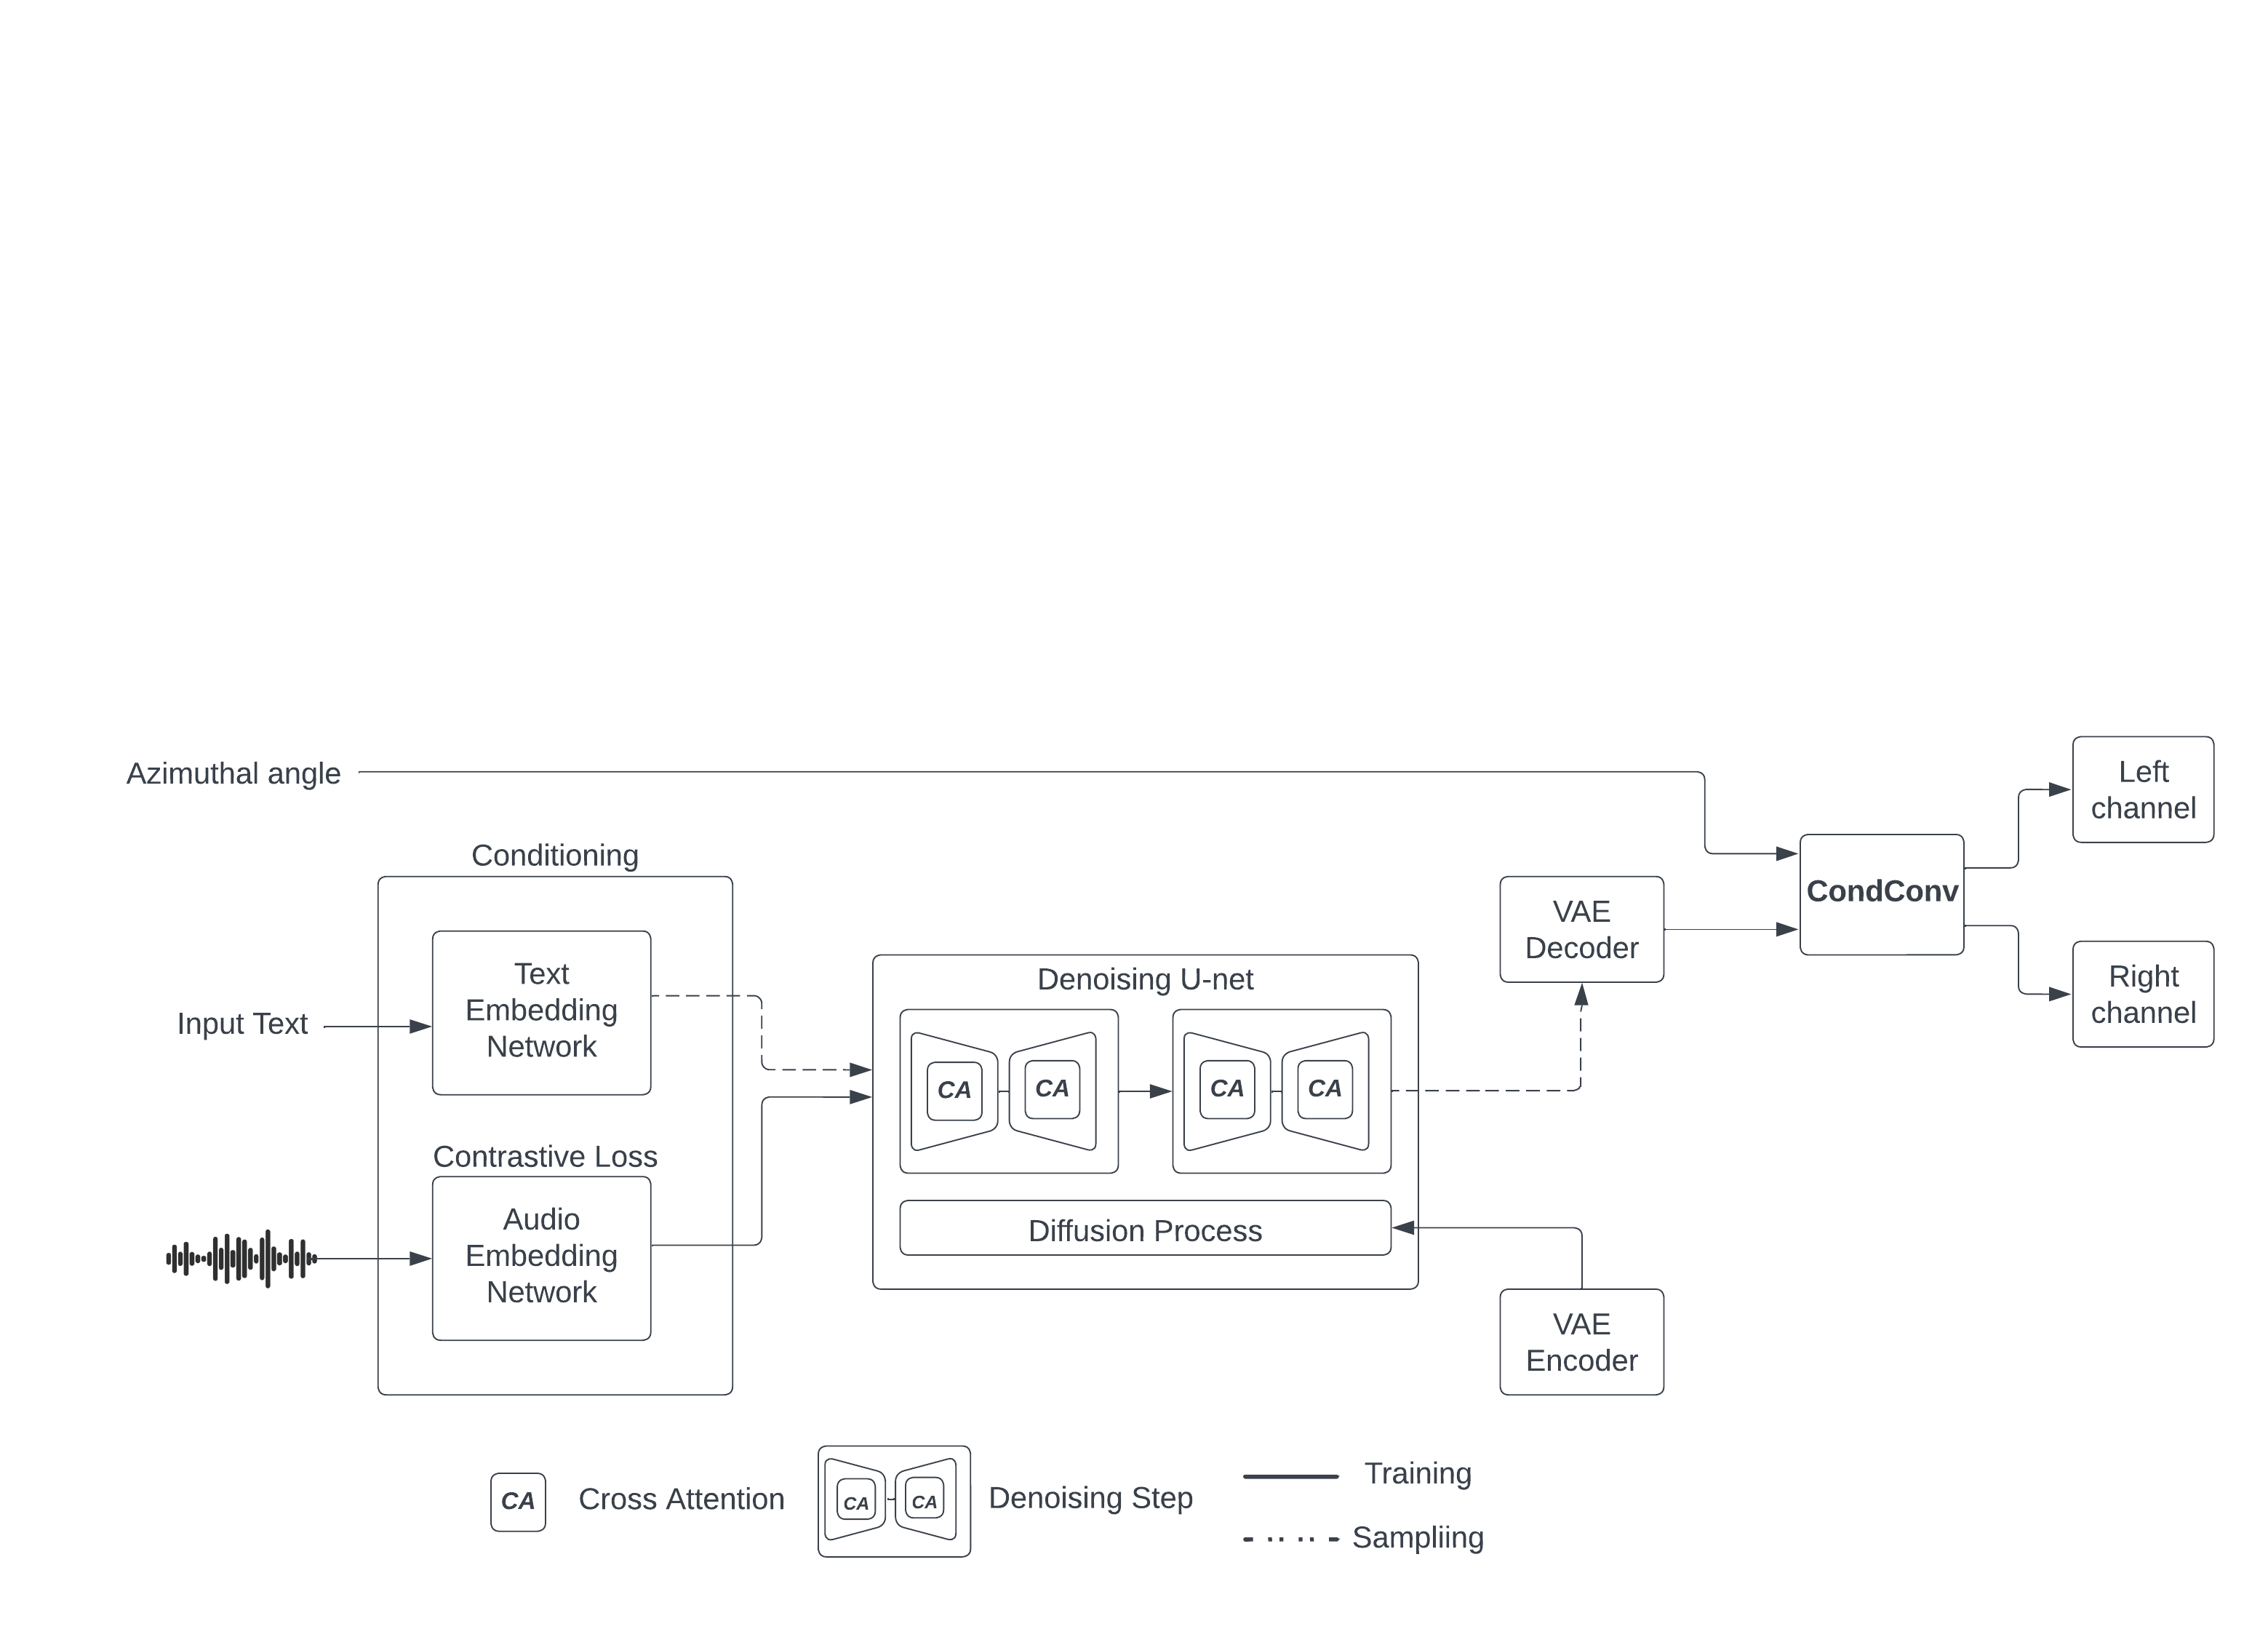 Azimuthal angle
Left
channel
Conditioning
CondConv
VAE
Decoder
Text
Embedding
Network
Denoising U-net
Right
channel
Input Text
CA
CA
CA
CA
Contrastive Loss
Audio
Embedding
Network
Diffusion Process
VAE
Encoder
CA
Cross Attention
CA
CA
Denoising Step
Training
Sampliing